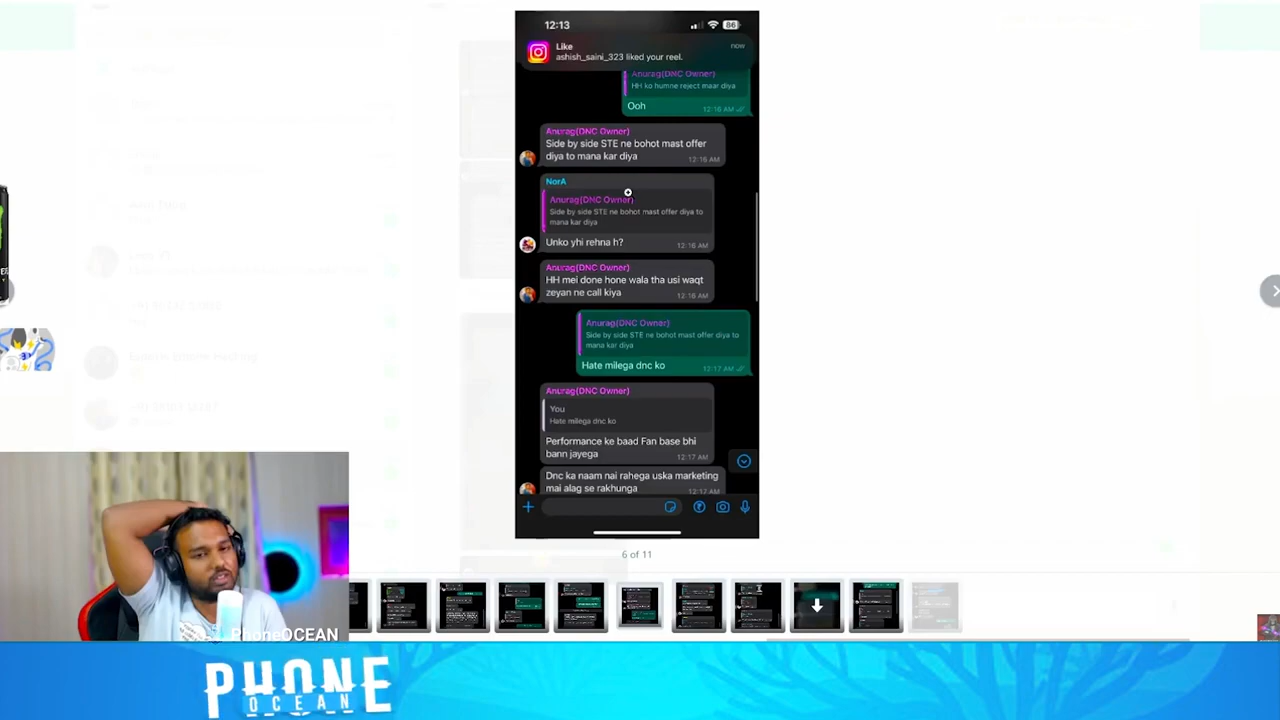 12:13
86
Like
now
ashish_saini_323 liked your reel.
Anurag(DNC Owner)
HH ko humne reject maar diya
Ooh
12:16 AM
Anurag(DNC Owner)
Side by side STE ne bohot mast offer
diya to mana kar diya
12:16 AM
NorA
Anurag(DNC Owner)
Side by side STE ne bohot mast offer diya to
mana kar diya
Unko yhi rehna h?
12:16 AM
Anurag(DNC Owner)
HH mei done hone wala tha usi waqt
zeyan ne call kiya
12:16 AM
Anurag(DNC Owner)
Side by side STE ne bohot mast offer diya to
mana kar diya
Hate milega dnc ko
12:17 AM
Anurag(DNC Owner)
You
Hate milega dnc ko
Performance ke baad Fan base bhi
bann jayega
12:17 AM
Dnc ka naam nai rahega uska marketing
mai alag se rakhunga
12:17 AM
6 of 11
PhoneOCEAN
PHONE
OCEAN